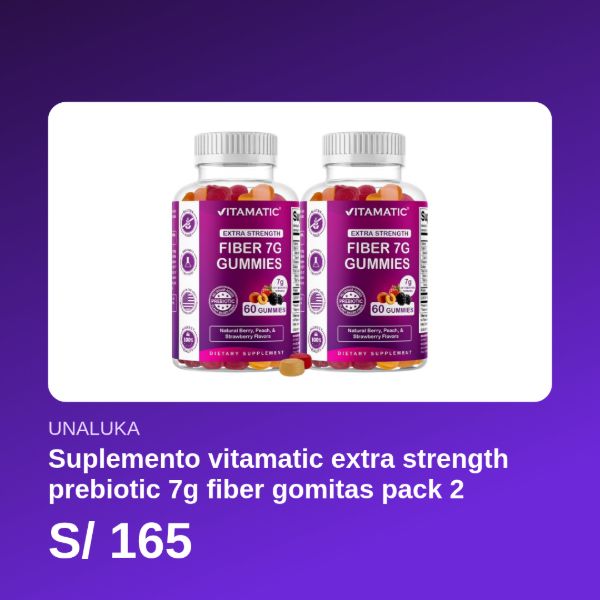 VITAMATIC
EXTRA STRENGTH
FIBER 7G
GUMMIES
7g
PREBIOTIC
60 GUMMIES
Natural Berry, Peach, &
Strawberry Flavors
DIETARY SUPPLEMENT
VITAMATIC
EXTRA STRENGTH
FIBER 7G
GUMMIES
7g
PREBIOTIC
60 GUMMIES
Natural Berry, Peach, &
Strawberry Flavors
DIETARY SUPPLEMENT
UNALUKA
Suplemento vitamatic extra strength
prebiotic 7g fiber gomitas pack 2
S/ 165